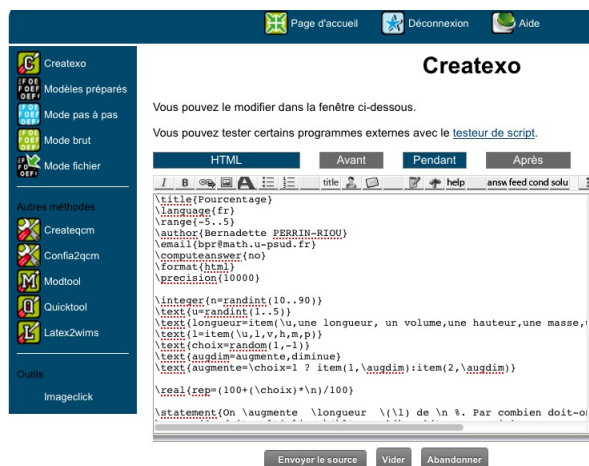 Page d'accueil Déconnexion Aide
Createxo
Modèles préparés
Mode pas à pas
Mode brut
Mode fichier
Autres méthodes
Createqcm
Confia2qcm
Modtool
Quicktool
Latex2wims
Outils
Imageclick
Createxo
Vous pouvez le modifier dans la fenêtre ci-dessous.
Vous pouvez tester certains programmes externes avec le testeur de script.
HTML Avant Pendant Après
I B A title help answ feed cond solu
\title{Pourcentage}
\language{fr}
\range{-5..5}
\author{Bernadette PERRIN-RIOU}
\email{bpr@math.u-psud.fr}
\computeanswer{no}
\format{html}
\precision{10000}
\integer{n=randint(10..90)}
\text{u=randint(1..5)}
\text{longueur=item(\u,une longueur, un volume,une hauteur,une masse,
\text{l=item(\u,l,v,h,m,p)}
\text{choix=random(1,-1)}
\text{augdim=augmente,diminue}
\text{augmente=\choix=1 ? item(1,\augdim):item(2,\augdim)}
\real{rep=(100+(\choix)*\n)/100}
\statement{On \augmente \longueur \(\l) de \n %. Par combien doit-o
Envoyer le source Vider Abandonner